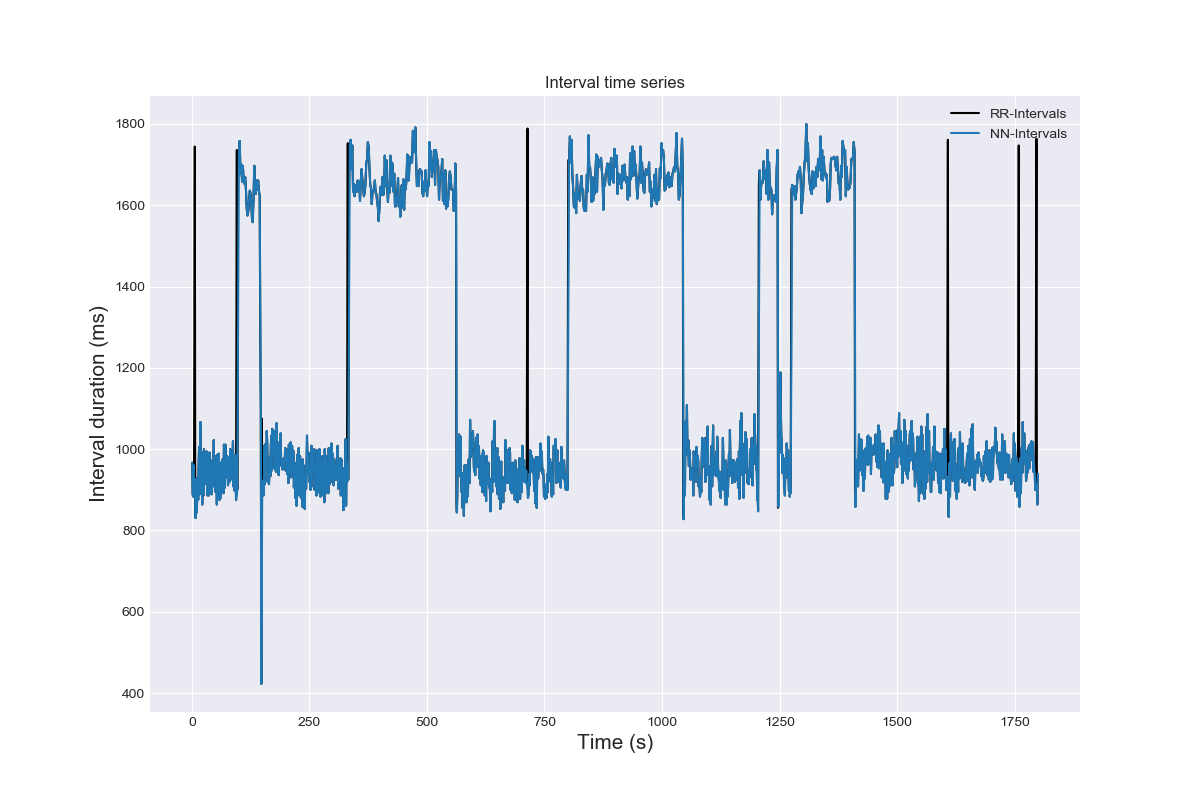 Interval time series
RR-Intervals
NN-Intervals
1800
1600
1400
1200
1000
800
600
400
Interval duration (ms)
0 250 500 750 1000 1250 1500 1750
Time (s)